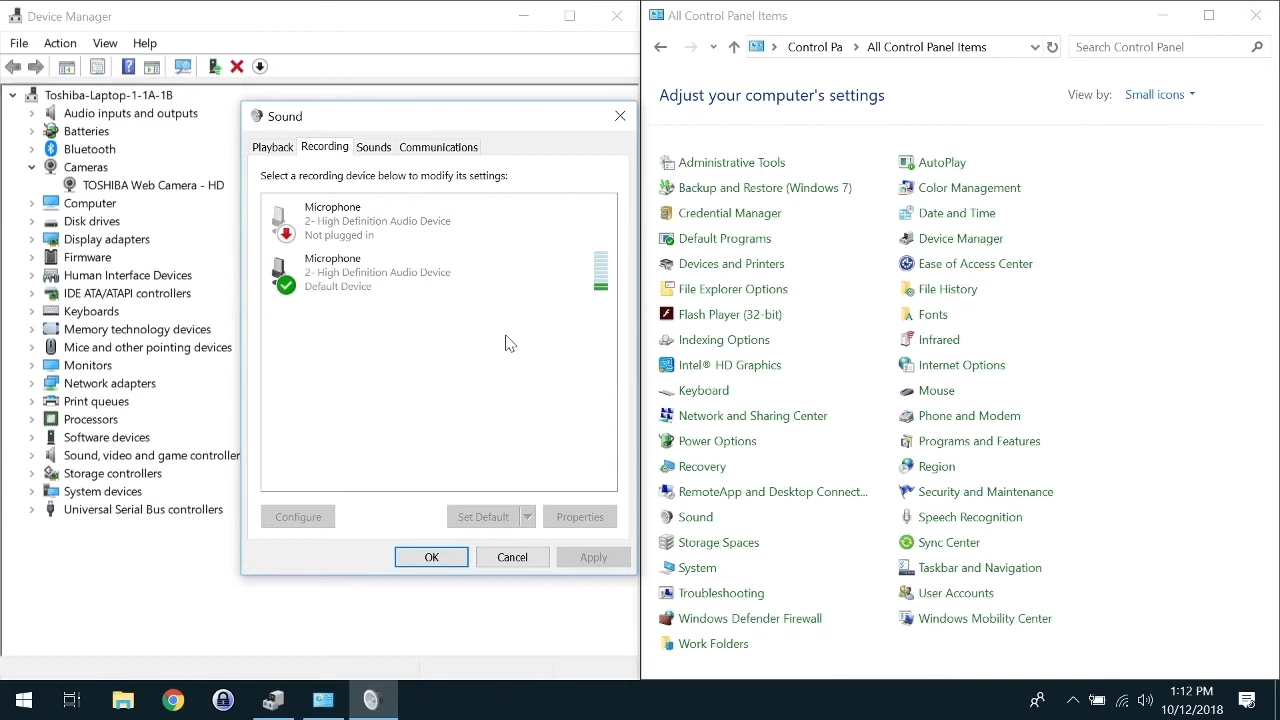 Device Manager
File Action View Help
Toshiba-Laptop-1-1A-1B
Audio inputs and outputs
Batteries
Bluetooth
Cameras
TOSHIBA Web Camera - HD
Computer
Disk drives
Display adapters
Firmware
Human Interface Devices
IDE ATA/ATAPI controllers
Keyboards
Memory technology devices
Mice and other pointing devices
Monitors
Network adapters
Print queues
Processors
Software devices
Sound, video and game controller
Storage controllers
System devices
Universal Serial Bus controllers
Sound
Playback Recording Sounds Communications
Select a recording device below to modify its settings:
Microphone
2- High Definition Audio Device
Not plugged in
Microphone
2- High Definition Audio Device
Default Device
Configure Set Default Properties
OK Cancel Apply
All Control Panel Items
Control Pa All Control Panel Items Search Control Panel
Adjust your computer's settings View by: Small icons
Administrative Tools
Backup and Restore (Windows 7)
Credential Manager
Default Programs
Devices and Printers
File Explorer Options
Flash Player (32-bit)
Indexing Options
Intel® HD Graphics
Keyboard
Network and Sharing Center
Power Options
Recovery
RemoteApp and Desktop Connect...
Sound
Storage Spaces
System
Troubleshooting
Windows Defender Firewall
Work Folders
AutoPlay
Color Management
Date and Time
Device Manager
Ease of Access Center
File History
Fonts
Infrared
Internet Options
Mouse
Phone and Modem
Programs and Features
Region
Security and Maintenance
Speech Recognition
Sync Center
Taskbar and Navigation
User Accounts
Windows Mobility Center
1:12 PM
10/12/2018